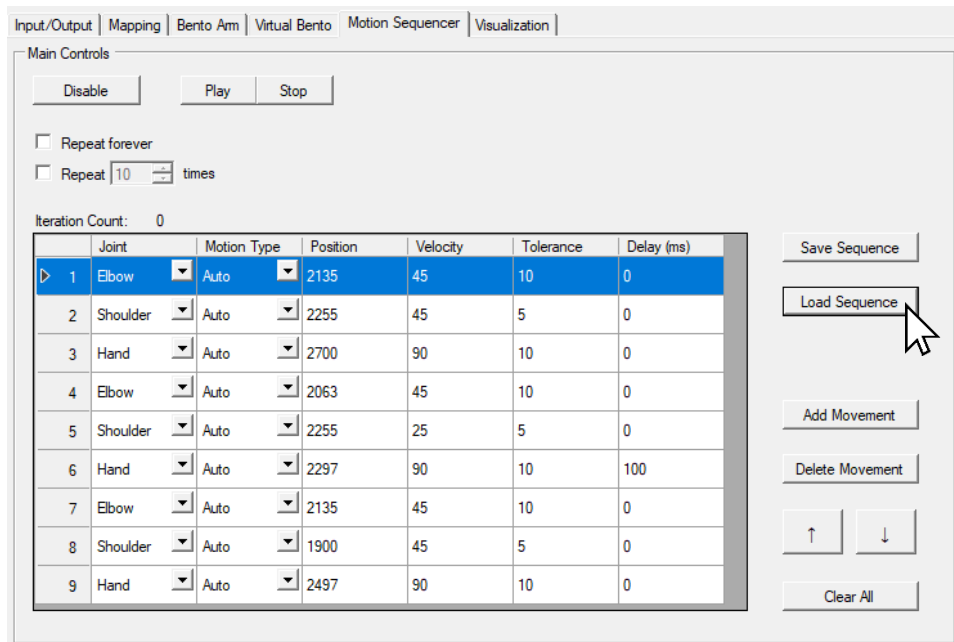 Input/Output Mapping Bento Arm Virtual Bento Motion Sequencer Visualization
Main Controls
Disable Play Stop
Repeat forever
Repeat 10 times
Iteration Count: 0
Joint Motion Type Position Velocity Tolerance Delay (ms)
1 Elbow Auto 2135 45 10 0
2 Shoulder Auto 2255 45 5 0
3 Hand Auto 2700 90 10 0
4 Elbow Auto 2063 45 10 0
5 Shoulder Auto 2255 25 5 0
6 Hand Auto 2297 90 10 100
7 Elbow Auto 2135 45 10 0
8 Shoulder Auto 1900 45 5 0
9 Hand Auto 2497 90 10 0
Save Sequence
Load Sequence
Add Movement
Delete Movement
↑ ↓
Clear All